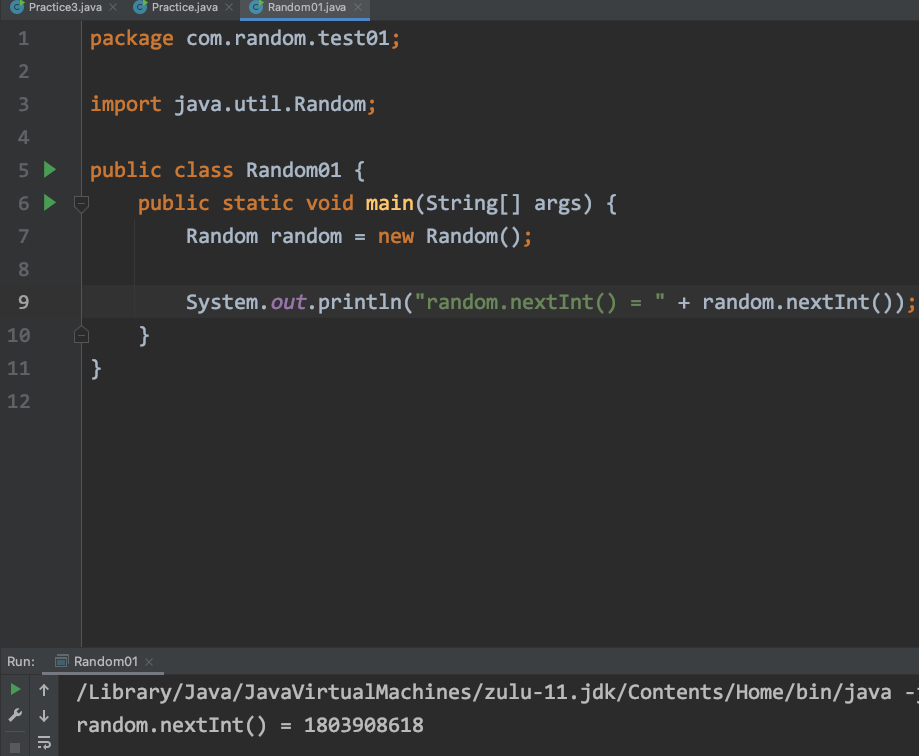 Practice3.java Practice.java Random01.java
1 package com.random.test01;
2
3 import java.util.Random;
4
5 public class Random01 {
6 public static void main(String[] args) {
7 Random random = new Random();
8
9 System.out.println("random.nextInt() = " + random.nextInt());
10 }
11 }
12
Run: Random01
/Library/Java/JavaVirtualMachines/zulu-11.jdk/Contents/Home/bin/java -j
random.nextInt() = 1803908618